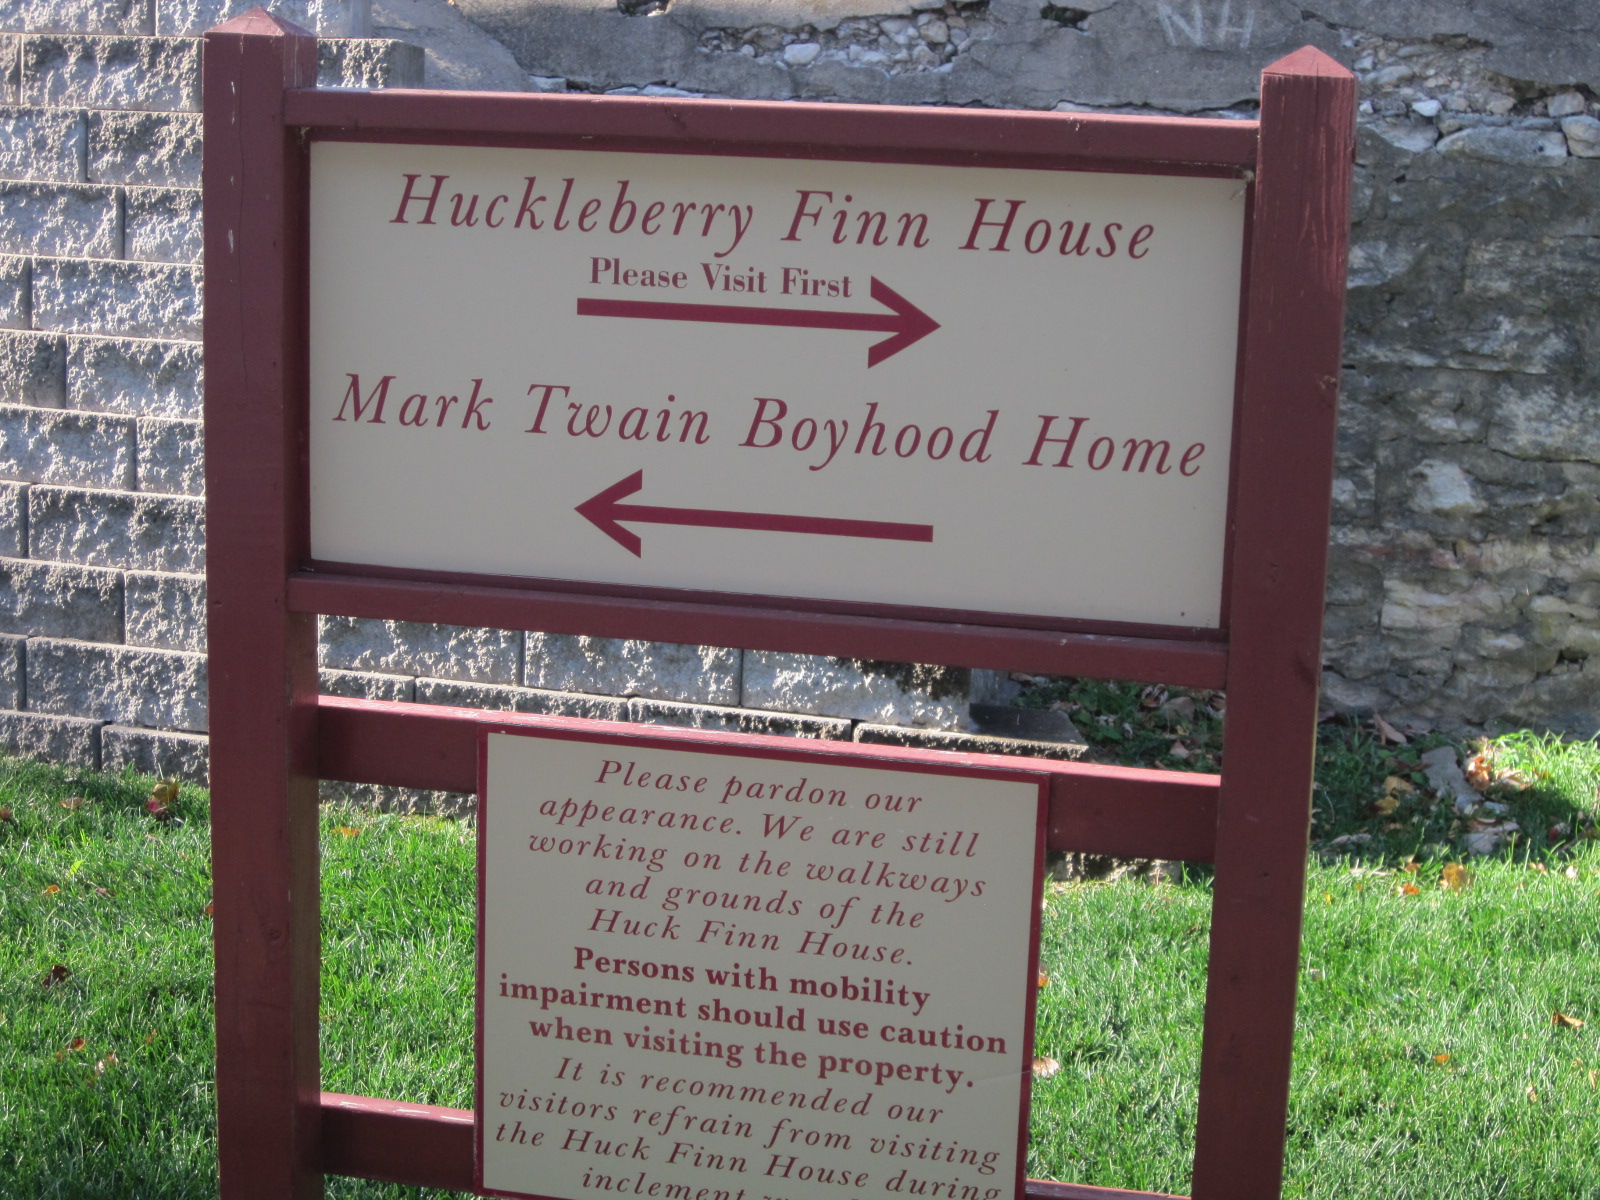 NH
Huckleberry Finn House
Please Visit First
Mark Twain Boyhood Home
Please pardon our
appearance. We are still
working on the walkways
and grounds of the
Huck Finn House.
Persons with mobility
impairment should use caution
when visiting the property.
It is recommended our
visitors refrain from visiting
the Huck Finn House during
inclement